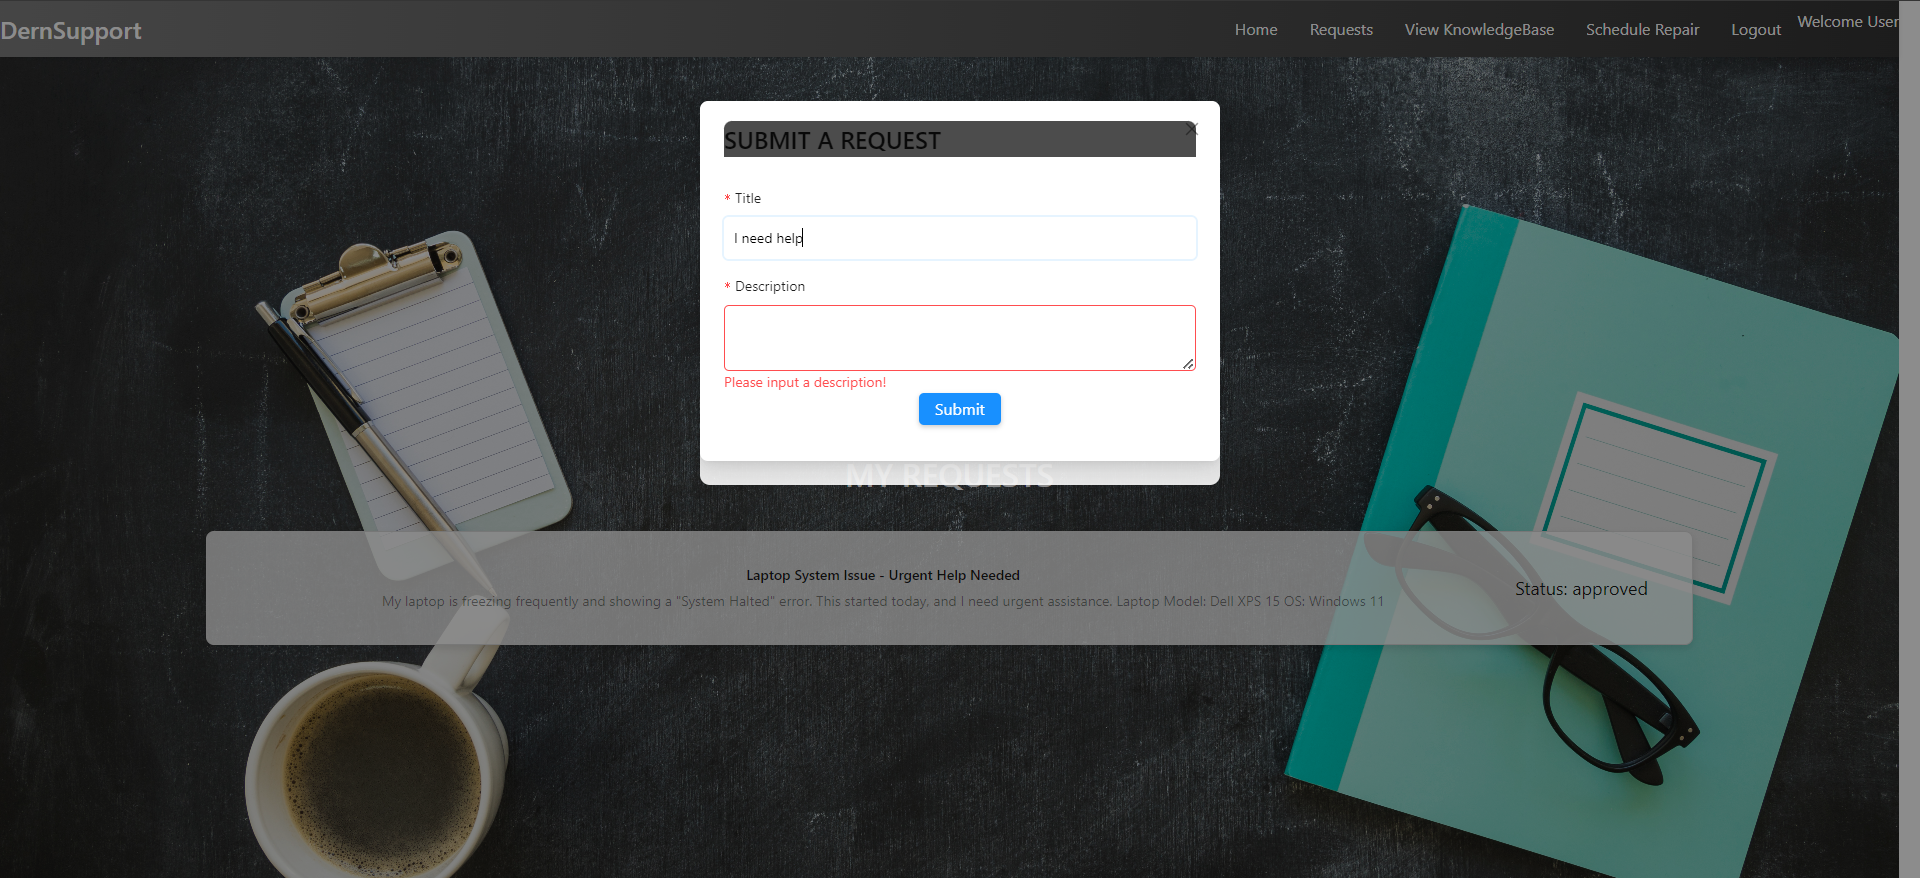 DernSupport
Home Requests View KnowledgeBase Schedule Repair Logout Welcome User
SUBMIT A REQUEST
* Title
I need help
* Description
Please input a description!
Submit
MY REQUESTS
Laptop System Issue - Urgent Help Needed
My laptop is freezing frequently and showing a "System Halted" error. This started today, and I need urgent assistance. Laptop Model: Dell XPS 15 OS: Windows 11
Status: approved